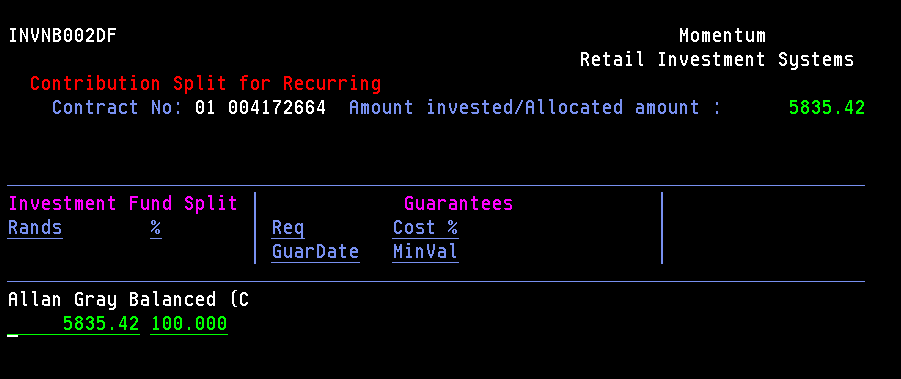 INVNB002DF Momentum
Retail Investment Systems
Contribution Split for Recurring
Contract No: 01 004172664 Amount invested/Allocated amount : 5835.42
Investment Fund Split Guarantees
Rands % Req Cost %
GuarDate MinVal
Allan Gray Balanced (C
5835.42 100.000